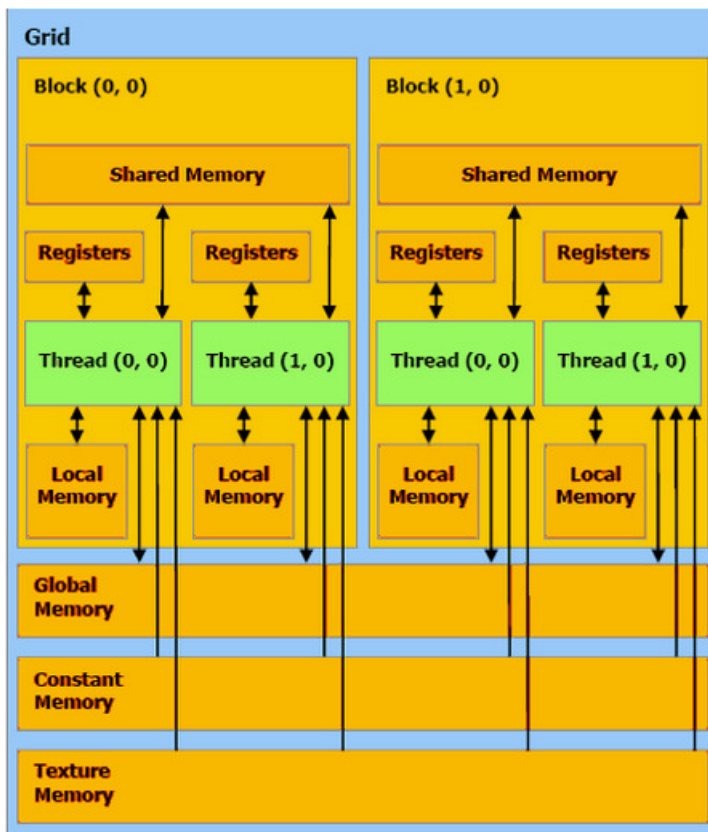 Grid
Block (0, 0)
Block (1, 0)
Shared Memory
Shared Memory
Registers
Registers
Registers
Registers
Thread (0, 0)
Thread (1, 0)
Thread (0, 0)
Thread (1, 0)
Local
Memory
Local
Memory
Local
Memory
Local
Memory
Global
Memory
Constant
Memory
Texture
Memory